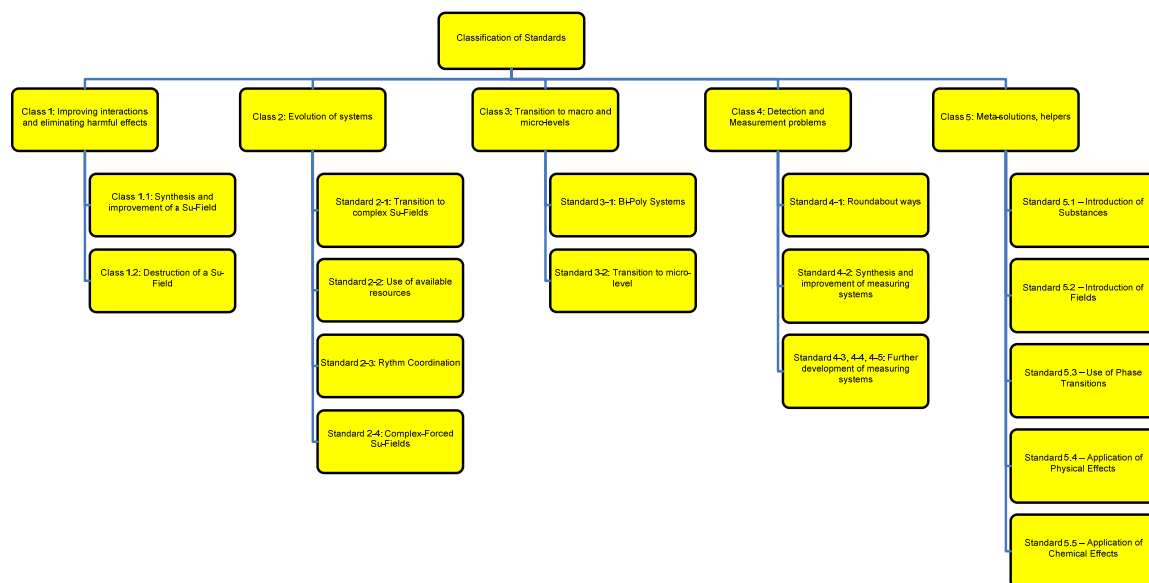 Classification of Standards
Class 1: Improving interactions
and eliminating harmful effects
Class 1.1: Synthesis and
improvement of a Su-Field
Class 1.2: Destruction of a Su-
Field
Class 2: Evolution of systems
Standard 2-1: Transition to
complex Su-Fields
Standard 2-2: Use of available
resources
Standard 2-3: Rythm Coordination
Standard 2-4: Complex-Forced
Su-Fields
Class 3: Transition to macro and
micro-levels
Standard 3-1: Bi-Poly Systems
Standard 3-2: Transition to micro-
level
Class 4: Detection and
Measurement problems
Standard 4-1: Roundabout ways
Standard 4-2: Synthesis and
improvement of measuring
systems
Standard 4-3, 4-4, 4-5: Further
development of measuring
systems
Class 5: Meta-solutions, helpers
Standard 5.1 – Introduction of
Substances
Standard 5.2 – Introduction of
Fields
Standard 5.3 – Use of Phase
Transitions
Standard 5.4 – Application of
Physical Effects
Standard 5.5 – Application of
Chemical Effects